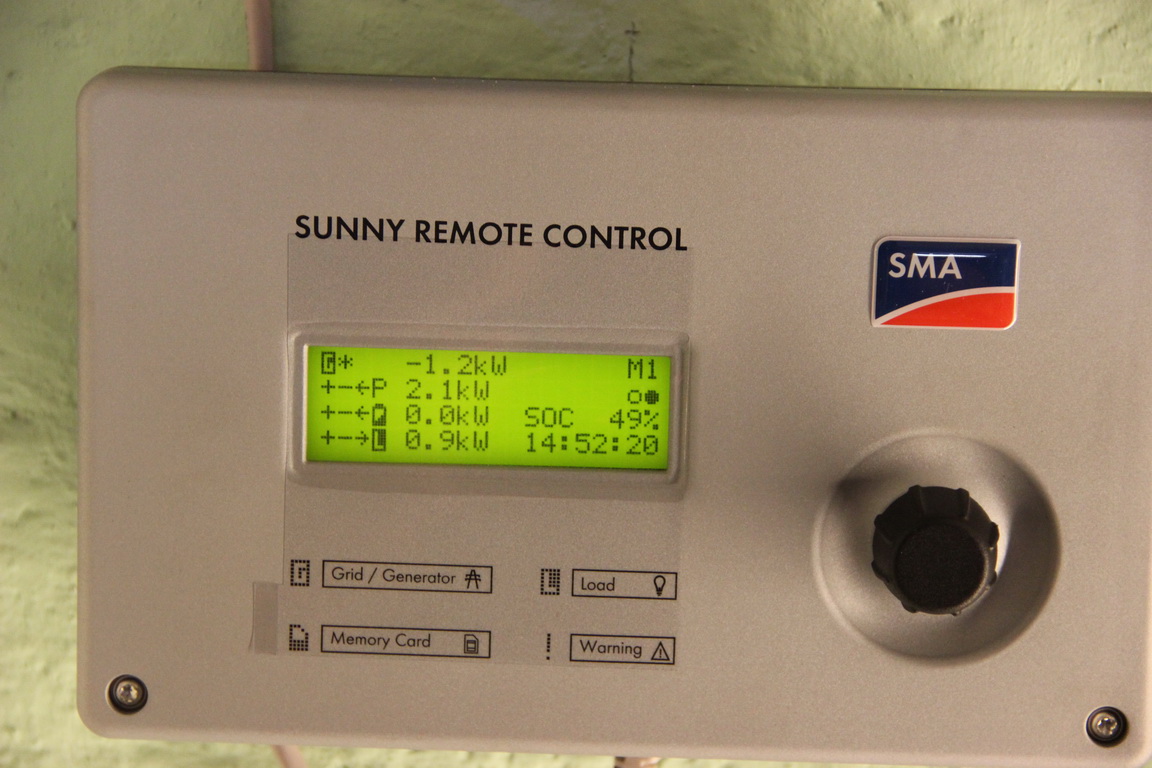 SUNNY REMOTE CONTROL
SMA
* -1.2kW M1
+-←P 2.1kW
+-← 0.0kW SOC 49%
+-→ 0.9kW 14:52:20
Grid / Generator
Load
Memory Card
! Warning